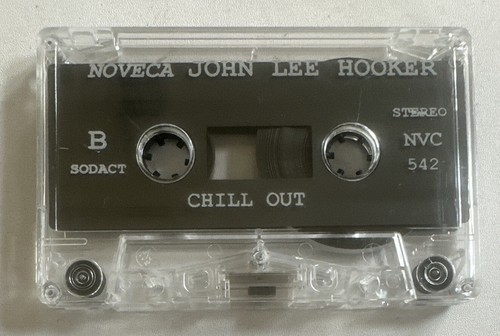 NOVECA JOHN LEE HOOKER
STEREO
B
NVC
SODACT
542
CHILL OUT